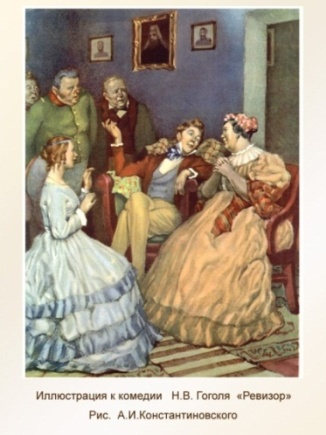 Иллюстрация к комедии Н.В. Гоголя «Ревизор»
Рис. А.И.Константиновского